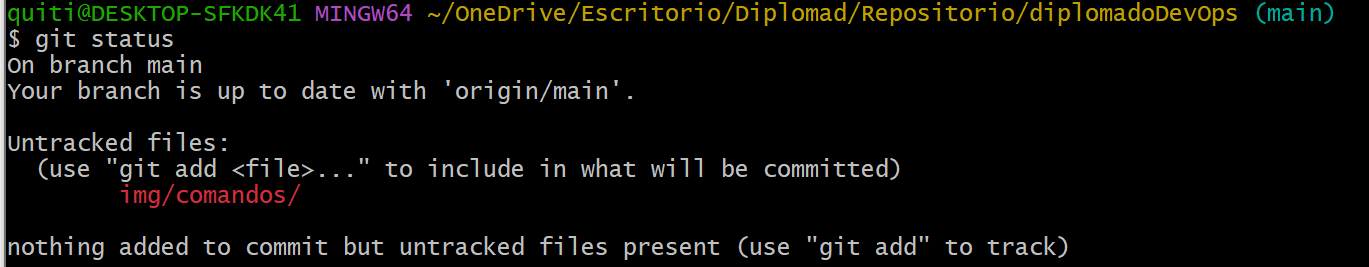 quiti@DESKTOP-SFKDK41 MINGW64 ~/OneDrive/Escritorio/Diplomad/Repositorio/diplomadoDevOps (main)
$ git status
On branch main
Your branch is up to date with 'origin/main'.
Untracked files:
(use "git add <file>..." to include in what will be committed)
img/comandos/
nothing added to commit but untracked files present (use "git add" to track)